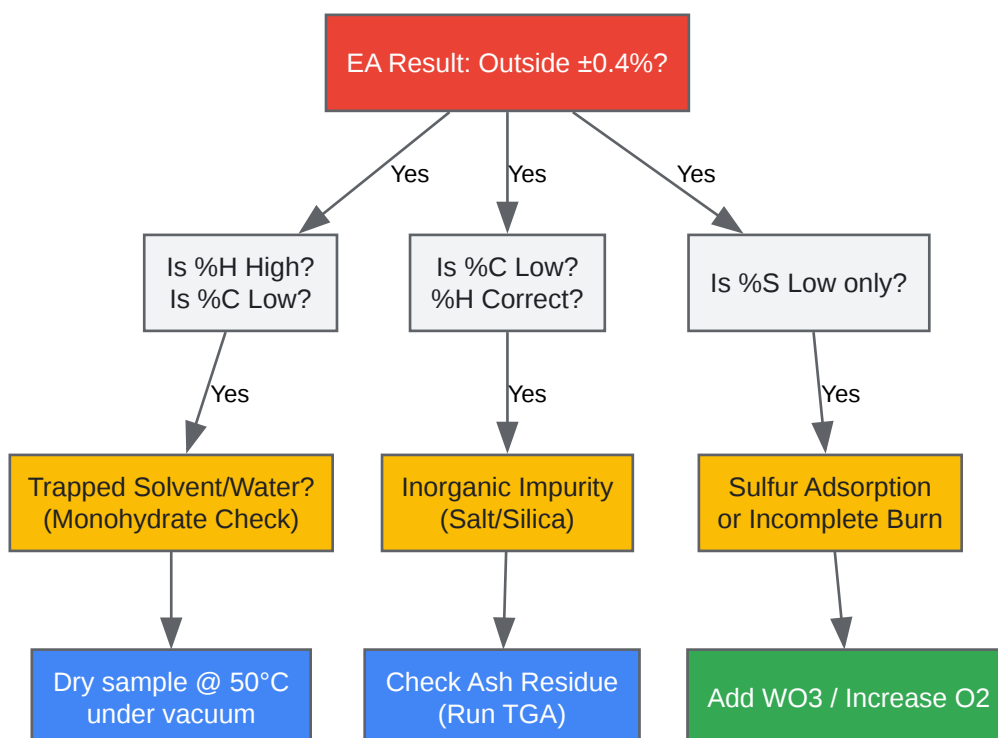 EA Result: Outside ±0.4%?
Yes
Yes
Yes
Is %H High?
Is %C Low?
Is %C Low?
%H Correct?
Is %S Low only?
Yes
Yes
Yes
Trapped Solvent/Water?
(Monohydrate Check)
Inorganic Impurity
(Salt/Silica)
Sulfur Adsorption
or Incomplete Burn
Dry sample @ 50°C
under vacuum
Check Ash Residue
(Run TGA)
Add WO3 / Increase O2